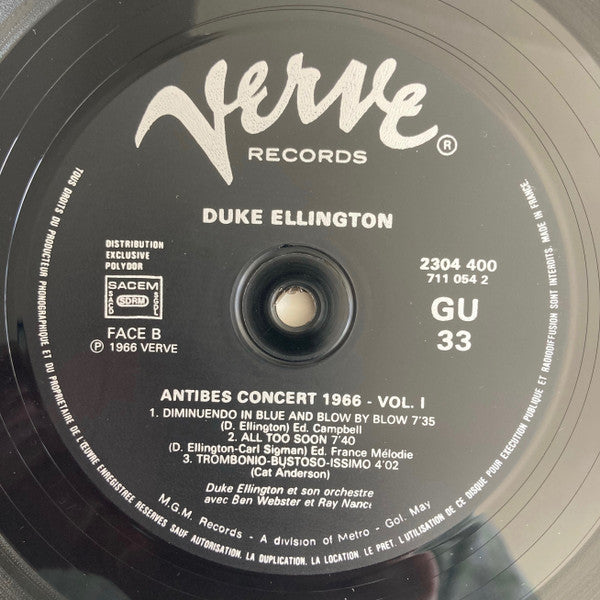 Verve®
RECORDS
DUKE ELLINGTON
DISTRIBUTION
EXCLUSIVE
POLYDOR
SACEM
SACD SDRM SGDL
FACE B
℗ 1966 VERVE
2304 400
711 054 2
GU
33
ANTIBES CONCERT 1966 - VOL. I
1. DIMINUENDO IN BLUE AND BLOW BY BLOW 7'35
(D. Ellington) Ed. Campbell
2. ALL TOO SOON 7'40
(D. Ellington-Carl Sigman) Ed. France Mélodie
3. TROMBONIO-BUSTOSO-ISSIMO 4'02
(Cat Anderson)
Duke Ellington et son orchestre
avec Ben Webster et Ray Nance
M.G.M. Records - A division of Metro - Gol. May
TOUS DROITS DU PRODUCTEUR PHONOGRAPHIQUE ET DU PROPRIETAIRE DE L'ŒUVRE ENREGISTREE RESERVES SAUF AUTORISATION. LA DUPLICATION. LA LOCATION. LE PRET. L'UTILISATION DE CE DISQUE POUR EXECUTION PUBLIQUE ET RADIODIFFUSION SONT INTERDITS. MADE IN FRANCE.